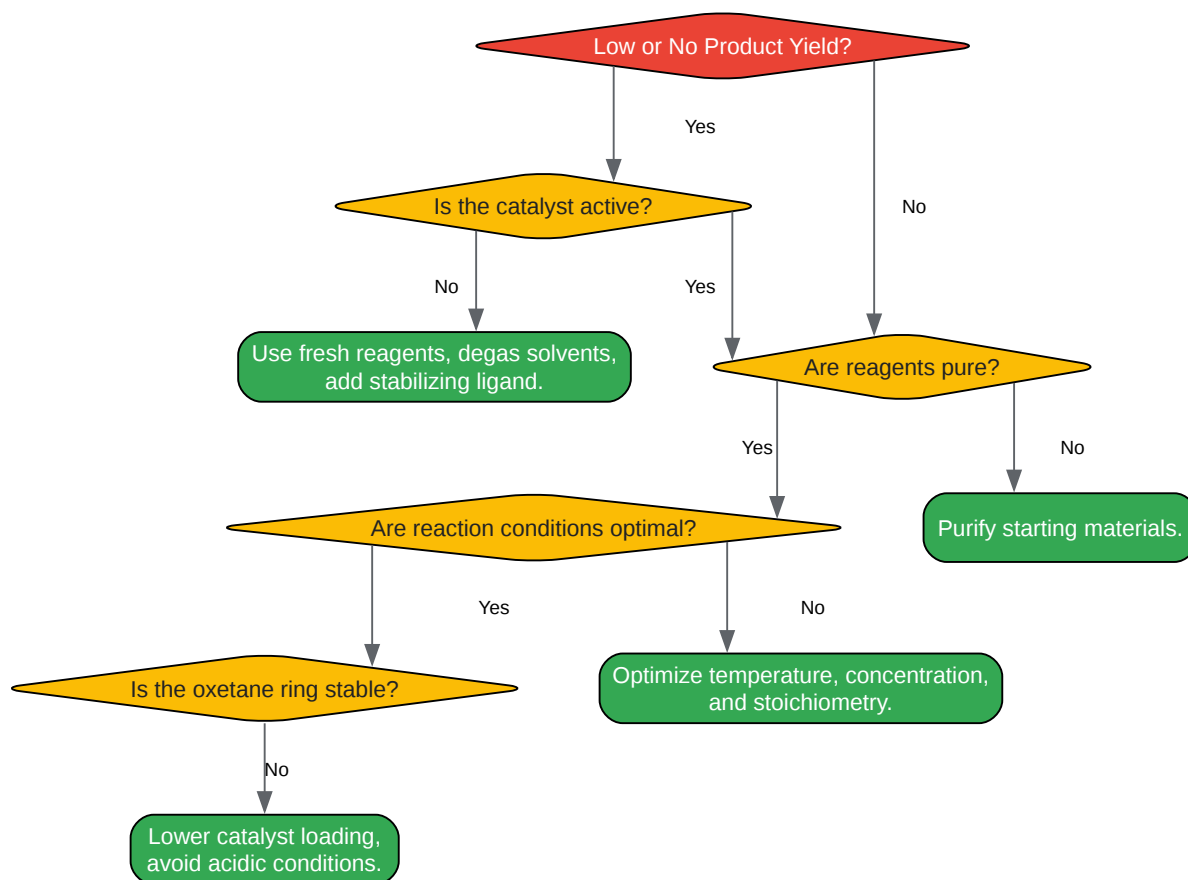 Low or No Product Yield?
Yes
Is the catalyst active?
No
No
Yes
Use fresh reagents, degas solvents,
add stabilizing ligand.
Are reagents pure?
Yes
No
Are reaction conditions optimal?
Purify starting materials.
Yes
No
Is the oxetane ring stable?
Optimize temperature, concentration,
and stoichiometry.
No
Lower catalyst loading,
avoid acidic conditions.